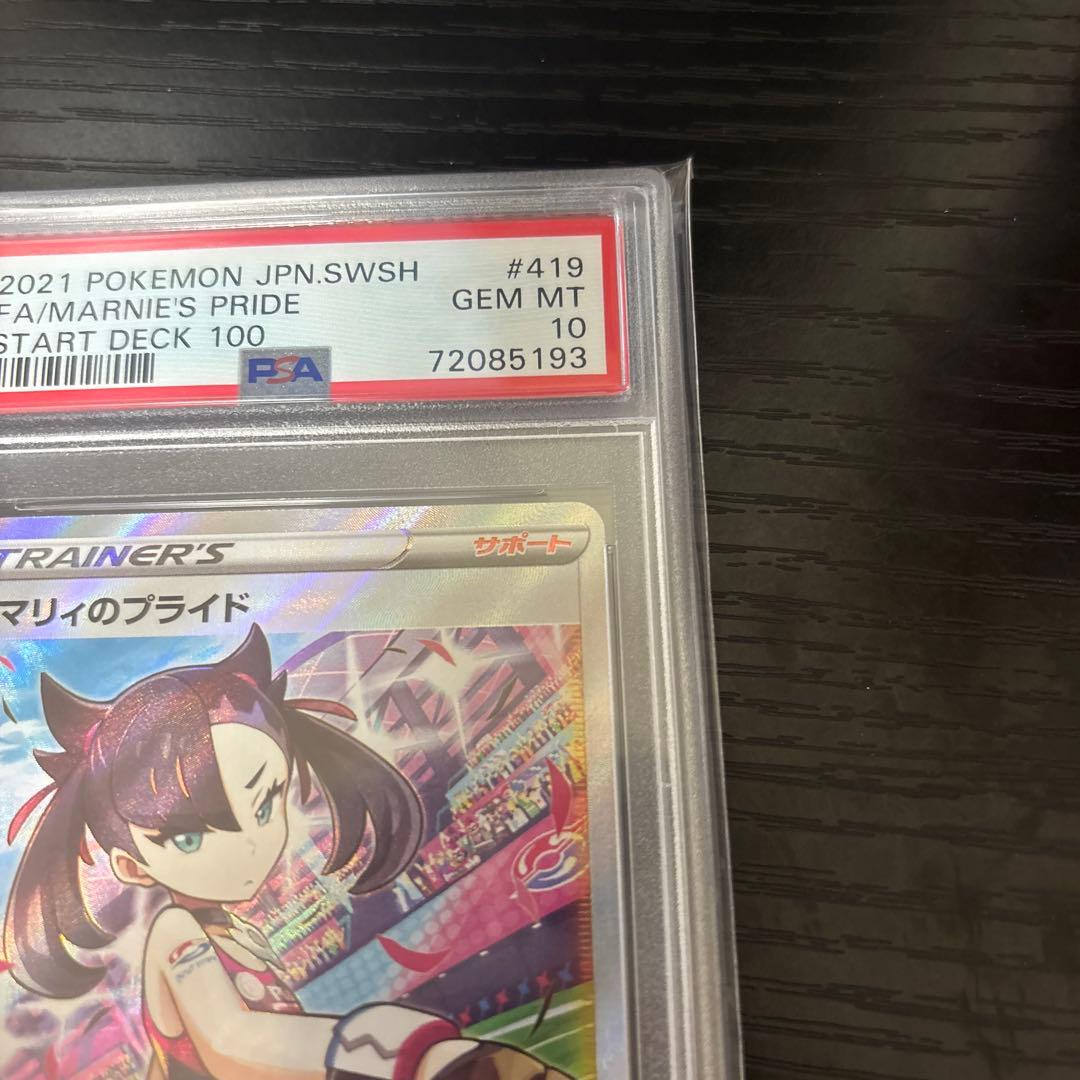 2021 POKEMON JPN.SWSH #419
FA/MARNIE'S PRIDE GEM MT
START DECK 100 10
PSA 72085193
TRAINER'S サポート
マリィのプライド